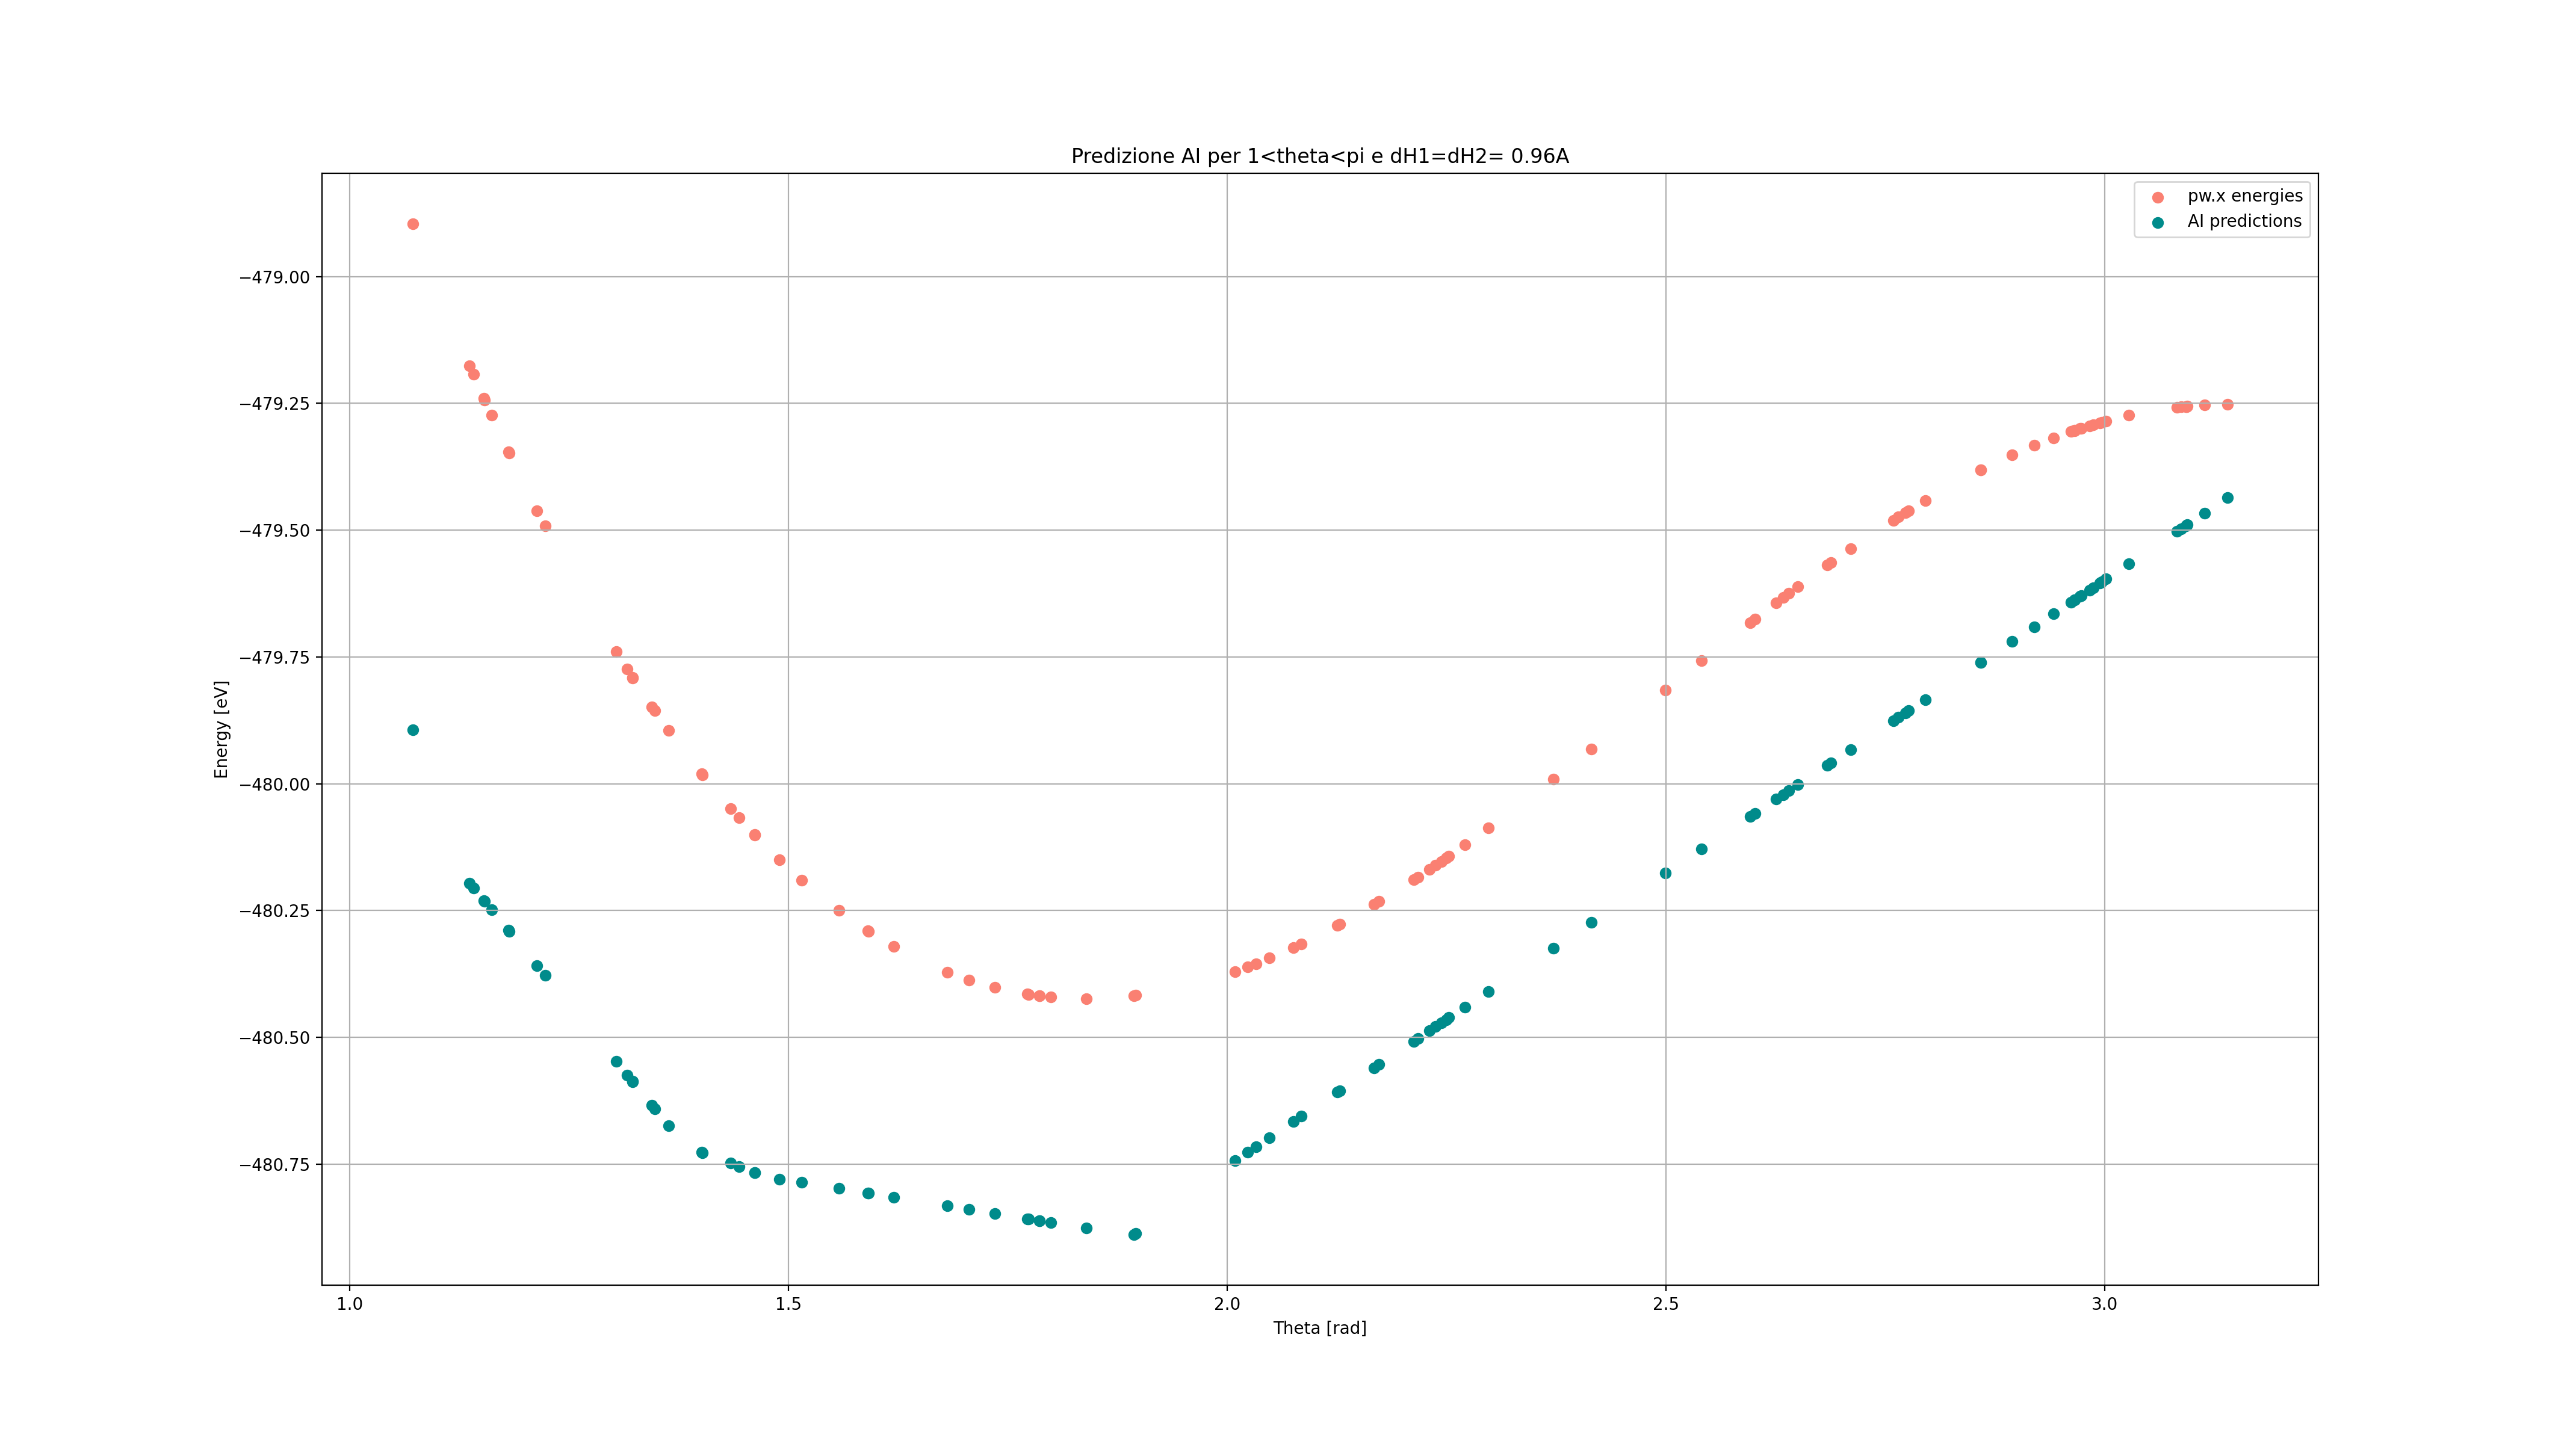 Predizione AI per 1<theta<pi e dH1=dH2= 0.96A
pw.x energies
AI predictions
−479.00
−479.25
−479.50
−479.75
−480.00
−480.25
−480.50
−480.75
Energy [eV]
1.0 1.5 2.0 2.5 3.0
Theta [rad]